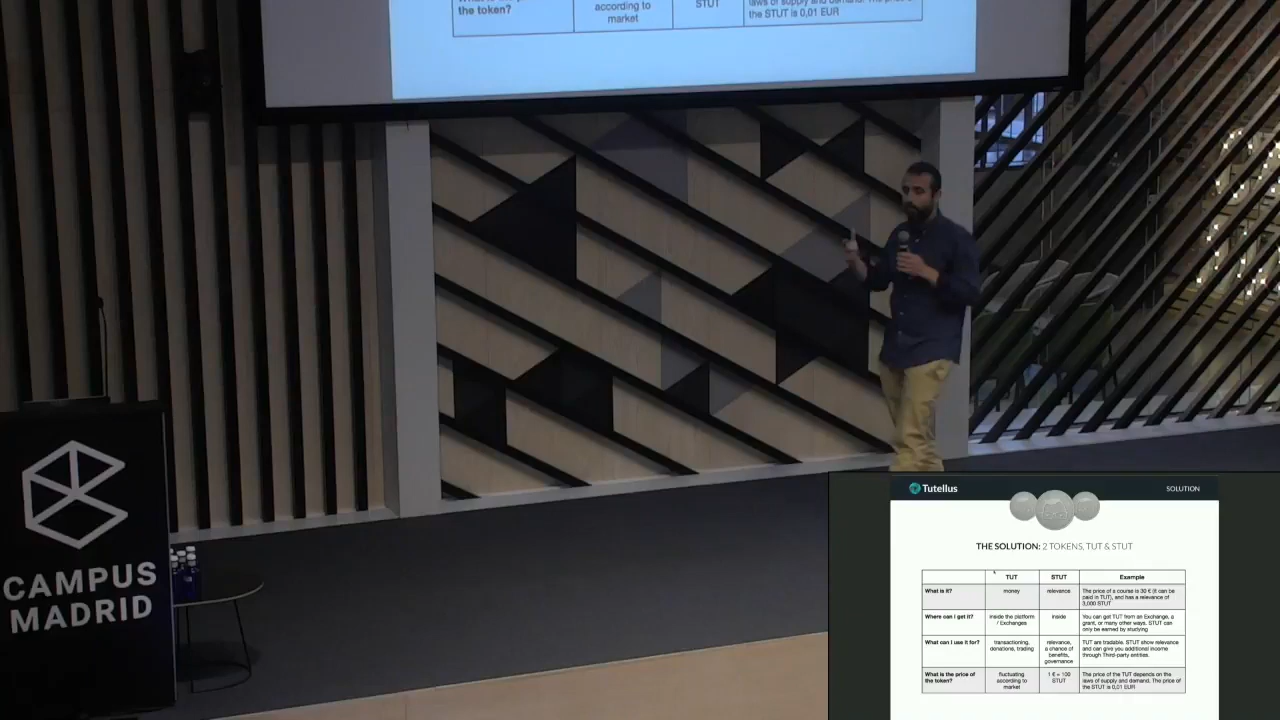 the token?
according to
market
STUT
laws of supply and demand. The price of
the STUT is 0,01 EUR
CAMPUS
MADRID
Tutellus
SOLUTION
THE SOLUTION: 2 TOKENS, TUT & STUT
TUT
STUT
Example
What is it?
money
relevance
The price of a course is 30 € (it can be
paid in TUT), and has a relevance of
3,000 STUT
Where can I get it?
inside the platform
/ Exchanges
inside
You can get TUT from an Exchange, a
grant, or many other ways. STUT can
only be earned by studying
What can I use it for?
transactioning,
donations, trading
relevance,
a chance of
benefits,
governance
TUT are tradable. STUT show relevance
and can give you additional income
through Third-party entities.
What is the price of
the token?
fluctuating
according to
market
1 € = 100
STUT
The price of the TUT depends on the
laws of supply and demand. The price of
the STUT is 0,01 EUR